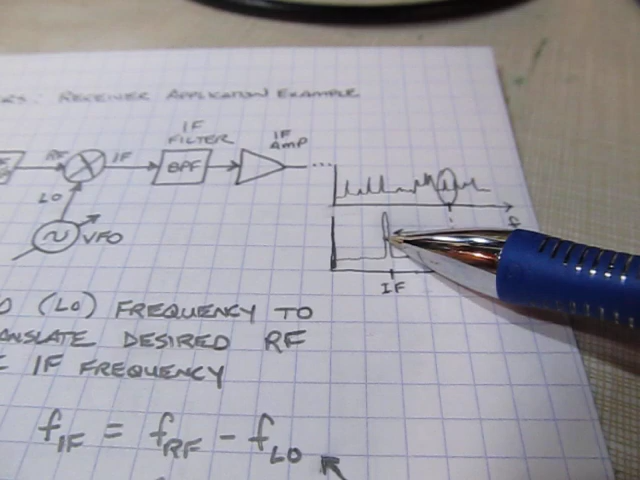 RECEIVER APPLICATION EXAMPLE
IF
FILTER
IF
AMP
RF
IF
BPF
...
LO
VFO
f
IF
(LO) FREQUENCY TO
DESIRED RF
IF FREQUENCY
fIF = fRF - fLO